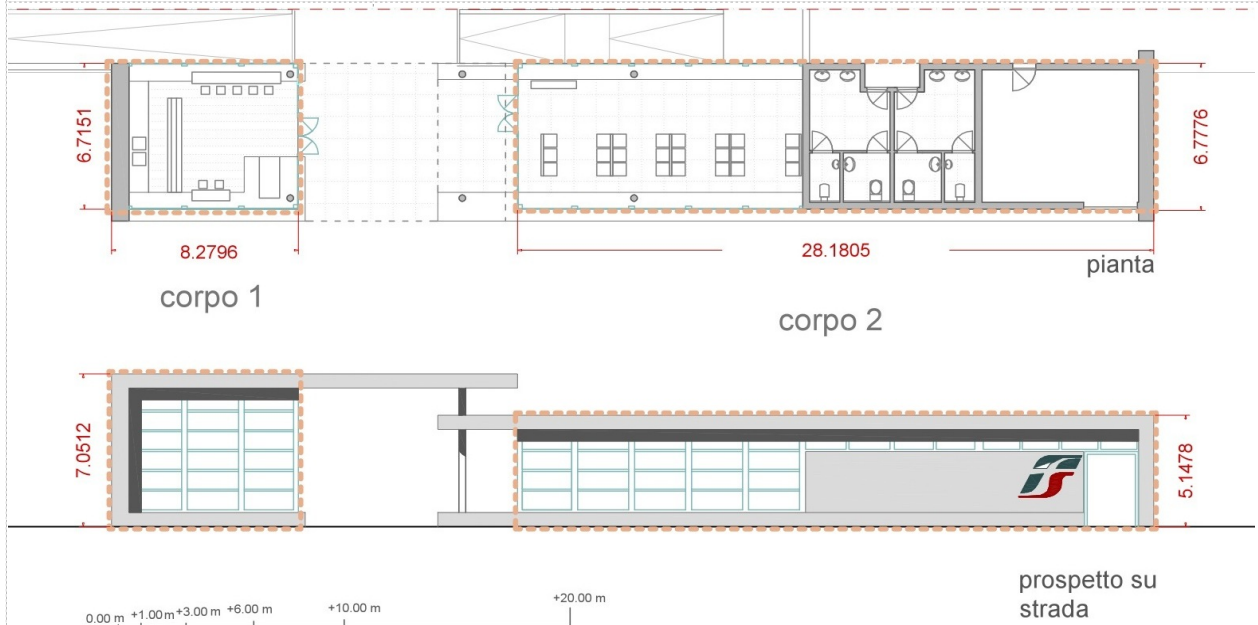 6.7151
6.7776
8.2796
28.1805
pianta
corpo 1
corpo 2
7.0512
5.1478
prospetto su
strada
0.00 m +1.00m +3.00 m +6.00 m +10.00 m +20.00 m